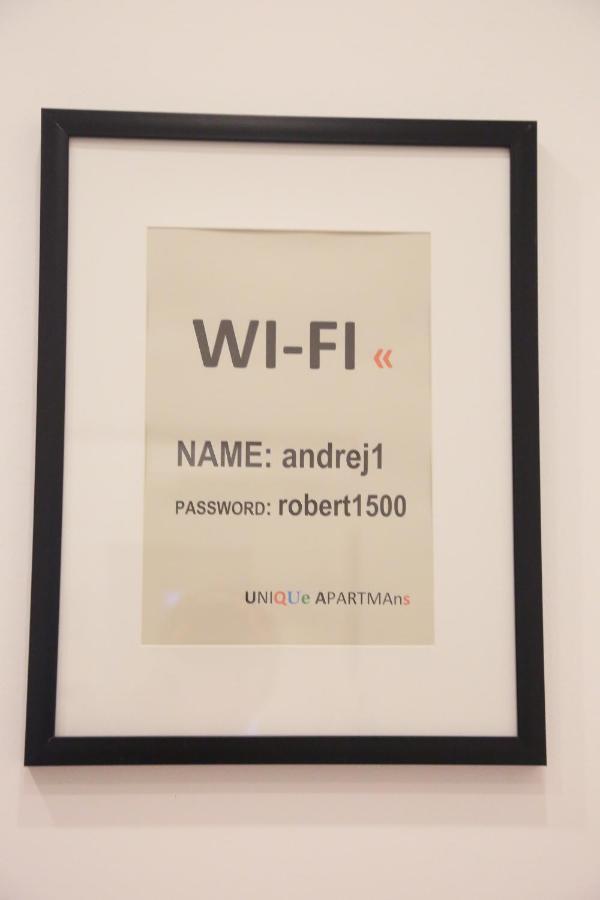 WI-FI «
NAME: andrej1
PASSWORD: robert1500
UNIQUe APARTMAns